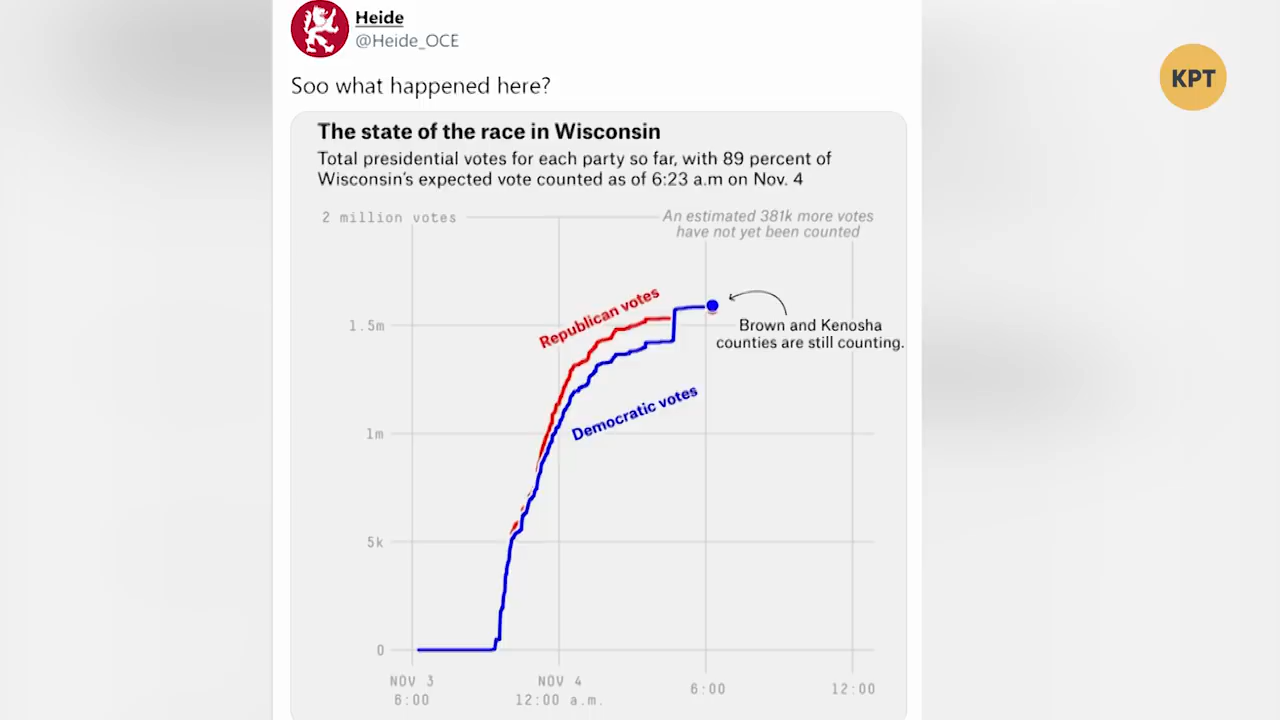 Heide
@Heide_OCE
KPT
Soo what happened here?
The state of the race in Wisconsin
Total presidential votes for each party so far, with 89 percent of
Wisconsin's expected vote counted as of 6:23 a.m on Nov. 4
2 million votes
An estimated 381k more votes
have not yet been counted
Republican votes
1.5m
Brown and Kenosha
counties are still counting.
Democratic votes
1m
5k
0
NOV 3
6:00
NOV 4
12:00 a.m.
6:00
12:00